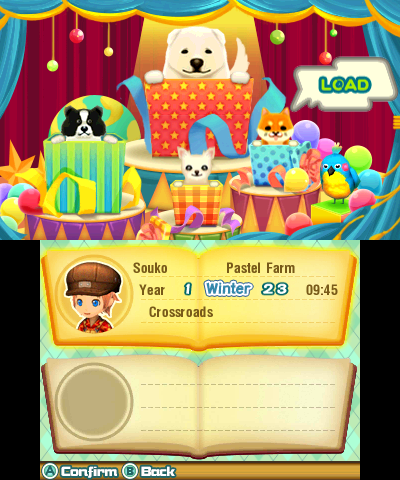 LOAD
Souko Pastel Farm
Year 1 Winter 23 09:45
Crossroads
A Confirm B Back